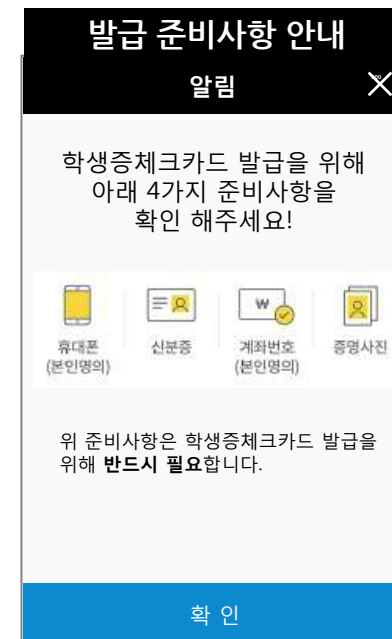 발급 준비사항 안내
알림
학생증체크카드 발급을 위해
아래 4가지 준비사항을
확인 해주세요!
휴대폰 신분증 계좌번호 증명사진
(본인명의) (본인명의)
위 준비사항은 학생증체크카드 발급을
위해 반드시 필요합니다.
확 인